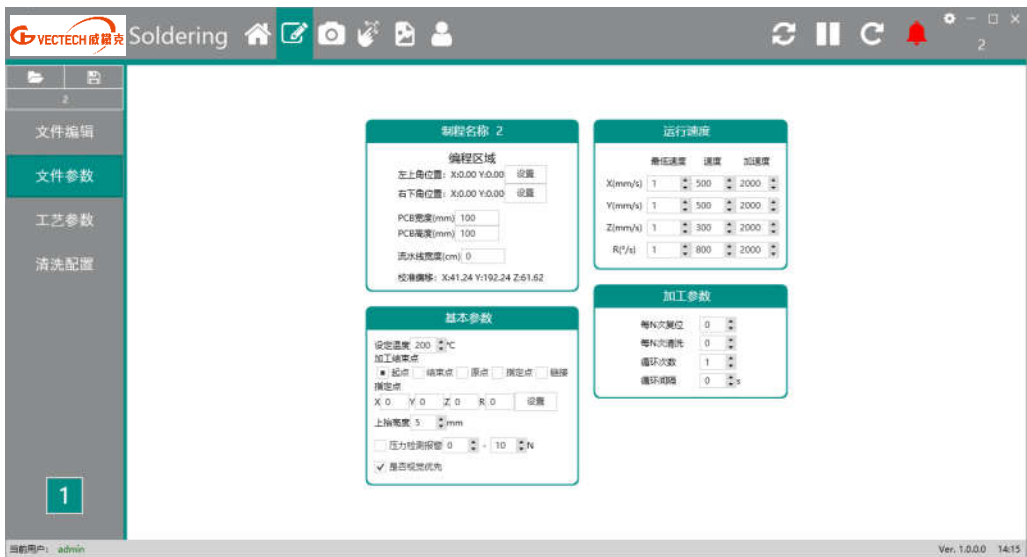 VECTECH威鐵克 Soldering
2
2
文件编辑
文件参数
工艺参数
清洗配置
1
制程名称 2
编程区域
左上角位置: X:0.00 Y:0.00 设置
右下角位置: X:0.00 Y:0.00 设置
PCB宽度(mm) 100
PCB高度(mm) 100
流水线宽度(cm) 0
校准偏移: X:41.24 Y:192.24 Z:61.62
基本参数
设定温度 200 ℃
加工结束点
起点 结束点 原点 指定点 链接
指定点
X 0 Y 0 Z 0 R 0 设置
上抬高度 5 mm
压力检测报警 0 - 10 N
是否视觉优先
运行速度
最低速度 速度 加速度
X(mm/s) 1 500 2000
Y(mm/s) 1 500 2000
Z(mm/s) 1 300 2000
R(°/s) 1 800 2000
加工参数
每N次复位 0
每N次清洗 0
循环次数 1
循环间隔 0 s
当前用户: admin
Ver. 1.0.0.0 14:15